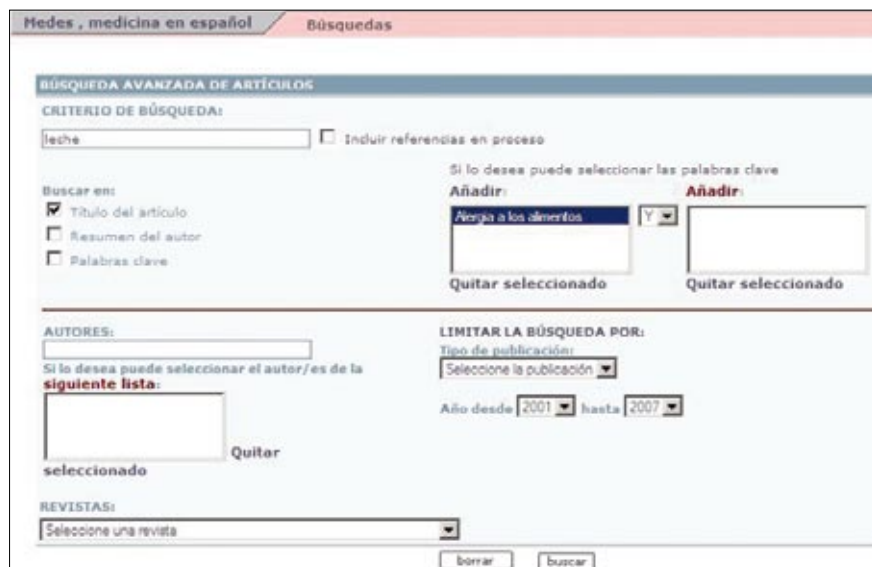 Medes , medicina en español
Búsquedas
BÚSQUEDA AVANZADA DE ARTÍCULOS
CRITERIO DE BÚSQUEDA:
leche
Incluir referencias en proceso
Si lo desea puede seleccionar las palabras clave
Buscar en:
Añadir:
Añadir:
Título del artículo
Alergia a los alimentos
Y
Resumen del autor
Palabras clave
Quitar seleccionado
Quitar seleccionado
AUTORES:
LIMITAR LA BÚSQUEDA POR:
Tipo de publicación:
Seleccione la publicación
Si lo desea puede seleccionar el autor/es de la
siguiente lista:
Año desde 2001 hasta 2007
Quitar
seleccionado
REVISTAS:
Seleccione una revista
borrar
buscar